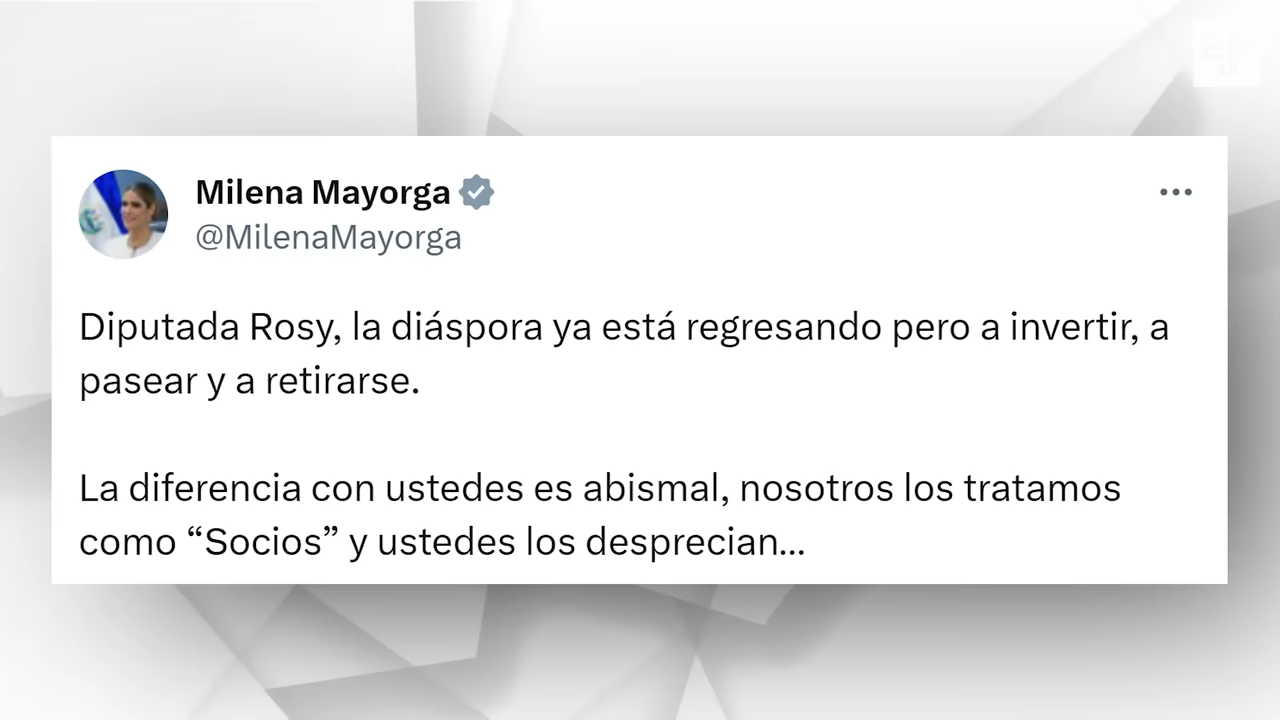 Milena Mayorga
@MilenaMayorga
Diputada Rosy, la diáspora ya está regresando pero a invertir, a
pasear y a retirarse.
La diferencia con ustedes es abismal, nosotros los tratamos
como “Socios” y ustedes los desprecian...